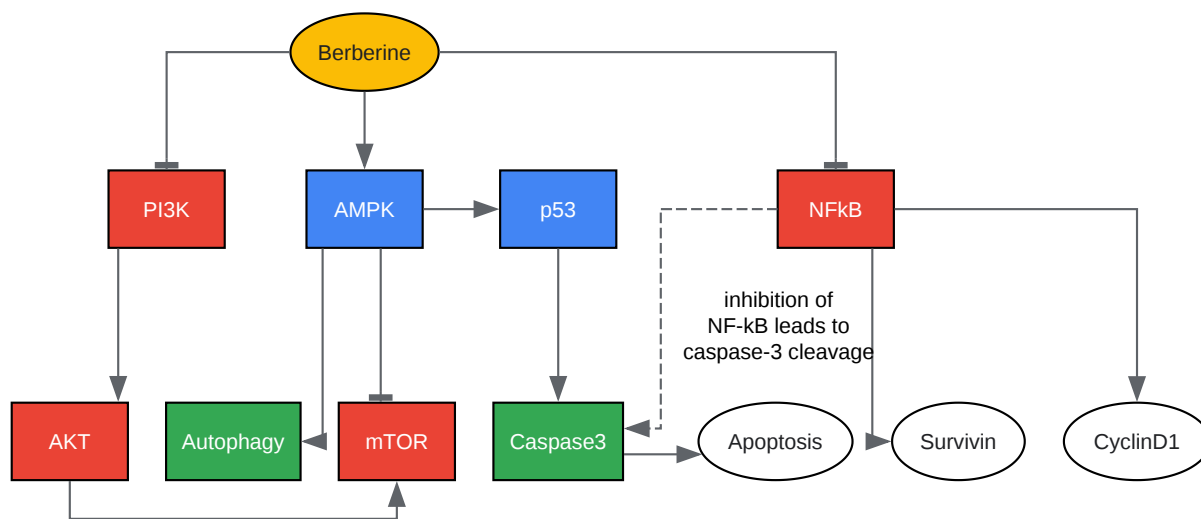 Berberine
PI3K
AMPK
p53
NFkB
inhibition of
NF-kB leads to
caspase-3 cleavage
AKT
Autophagy
mTOR
Caspase3
Apoptosis
Survivin
CyclinD1